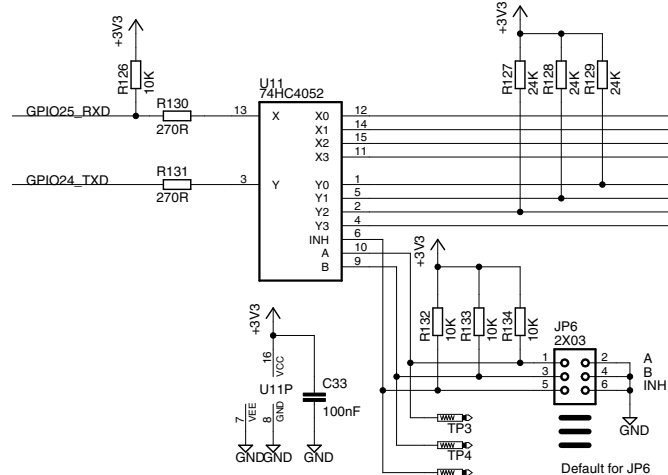 +3V3
R126
10K
GPIO25_RXD
R130
270R
GPIO24_TXD
R131
270R
U11
74HC4052
13
X
3
Y
X0
12
X1
14
X2
15
X3
11
Y0
1
Y1
5
Y2
2
Y3
4
INH
6
A
10
B
9
+3V3
R127
24K
R128
24K
R129
24K
+3V3
R132
10K
R133
10K
R134
10K
JP6
2X03
1
2
A
3
4
B
5
6
INH
GND
+3V3
16
VCC
U11P
7
VEE
8
GND
C33
100nF
GND
GND
GND
TP3
TP4
Default for JP6